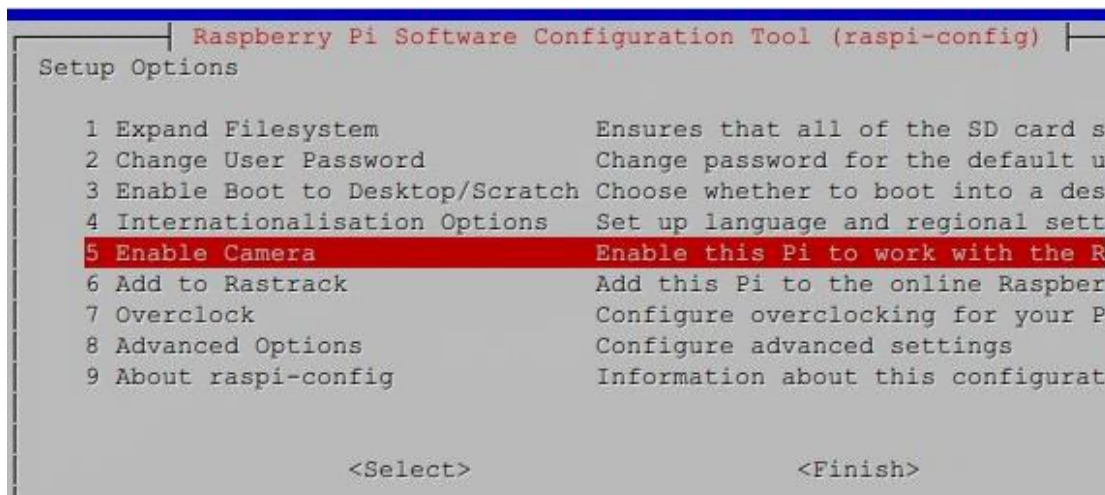 Raspberry Pi Software Configuration Tool (raspi-config)
Setup Options
1 Expand Filesystem Ensures that all of the SD card s
2 Change User Password Change password for the default u
3 Enable Boot to Desktop/Scratch Choose whether to boot into a des
4 Internationalisation Options Set up language and regional sett
5 Enable Camera Enable this Pi to work with the R
6 Add to Rastrack Add this Pi to the online Raspber
7 Overclock Configure overclocking for your P
8 Advanced Options Configure advanced settings
9 About raspi-config Information about this configurat
<Select> <Finish>